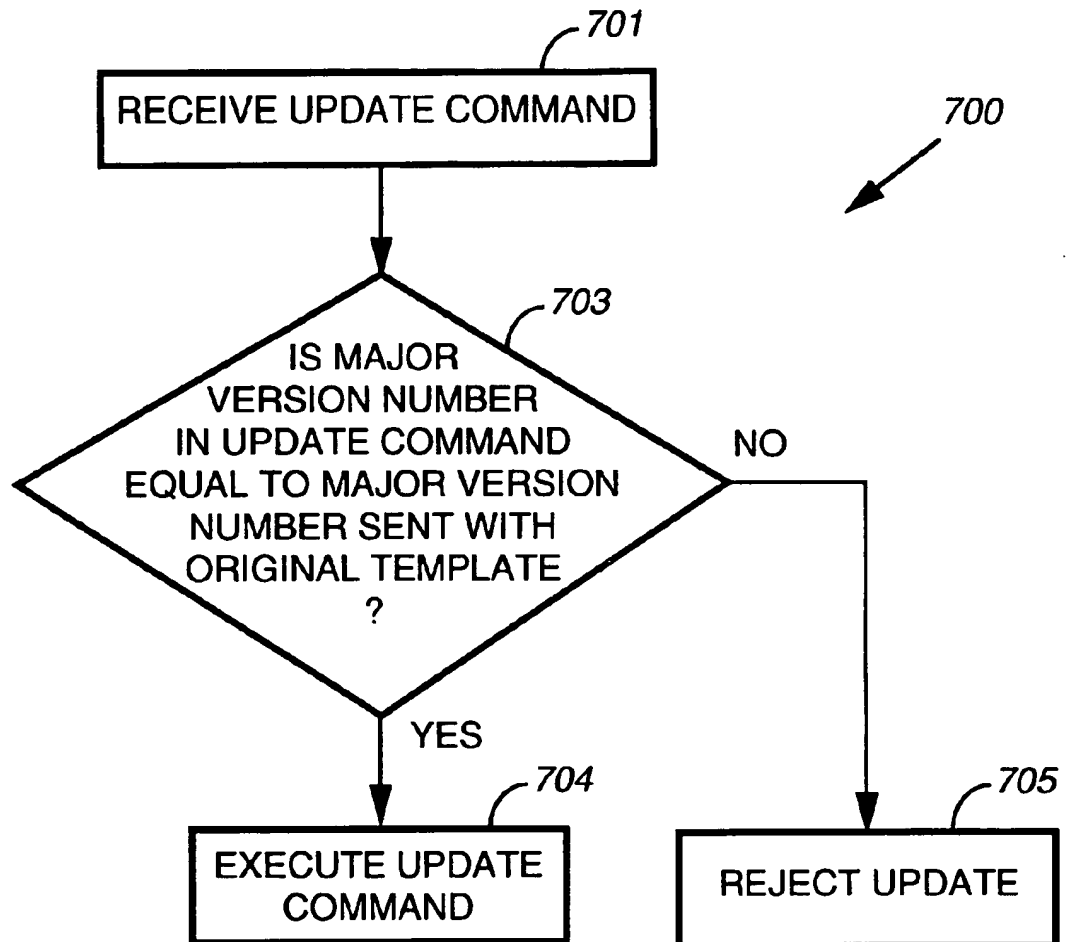 701
RECEIVE UPDATE COMMAND
700
703
IS MAJOR
VERSION NUMBER
IN UPDATE COMMAND
EQUAL TO MAJOR VERSION
NUMBER SENT WITH
ORIGINAL TEMPLATE
?
NO
YES
704
EXECUTE UPDATE
COMMAND
705
REJECT UPDATE